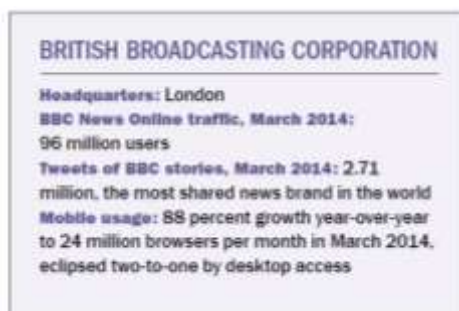 BRITISH BROADCASTING CORPORATION
Headquarters: London
BBC News Online traffic, March 2014:
96 million users
Tweets of BBC stories, March 2014: 2.71
million, the most shared news brand in the world
Mobile usage: 88 percent growth year-over-year
to 24 million browsers per month in March 2014,
eclipsed two-to-one by desktop access